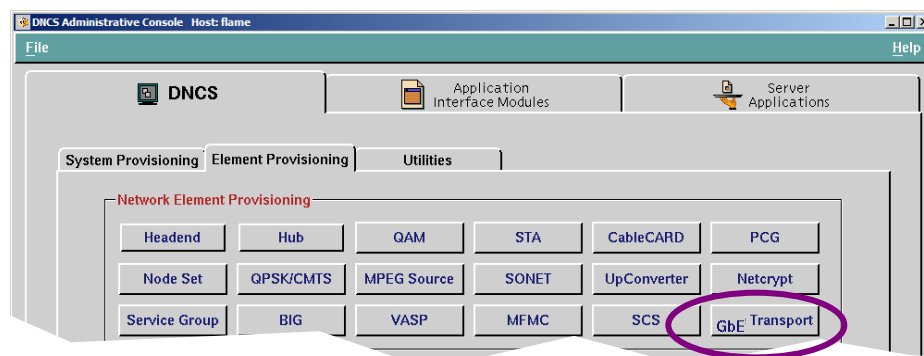 DNCS Administrative Console Host: flame
File Help
DNCS
Application
Interface Modules
Server
Applications
System Provisioning Element Provisioning Utilities
Network Element Provisioning
Headend Hub QAM STA CableCARD PCG
Node Set QPSK/CMTS MPEG Source SONET UpConverter Netcrypt
Service Group BIG VASP MFMC SCS GbE Transport